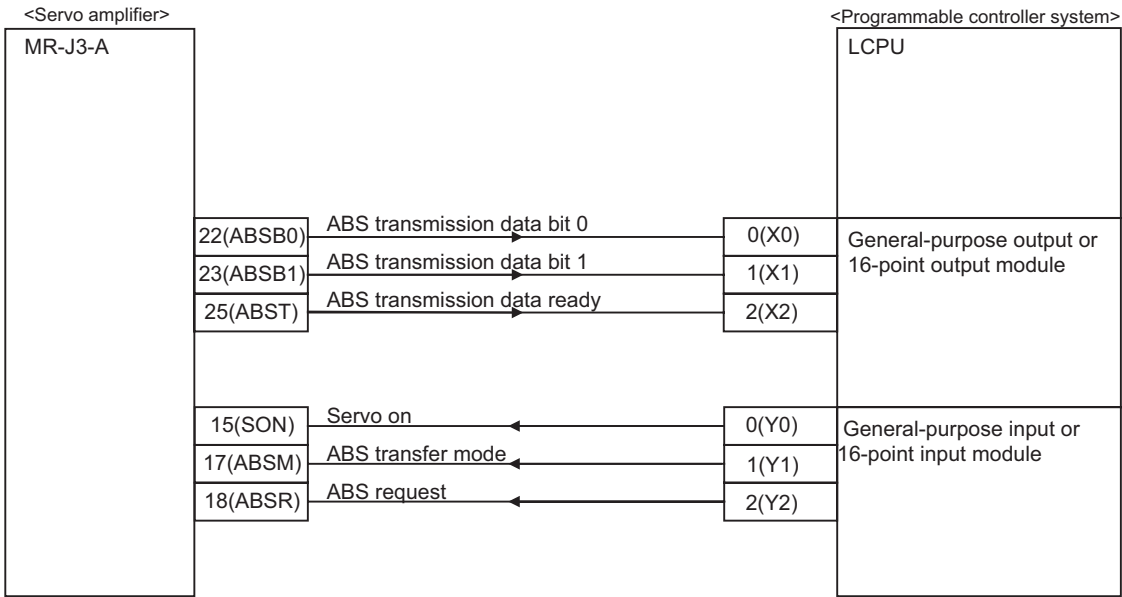 <Servo amplifier>
<Programmable controller system>
MR-J3-A
LCPU
22(ABSB0)
ABS transmission data bit 0
0(X0)
General-purpose output or
16-point output module
23(ABSB1)
ABS transmission data bit 1
1(X1)
25(ABST)
ABS transmission data ready
2(X2)
15(SON)
Servo on
0(Y0)
General-purpose input or
16-point input module
17(ABSM)
ABS transfer mode
1(Y1)
18(ABSR)
ABS request
2(Y2)